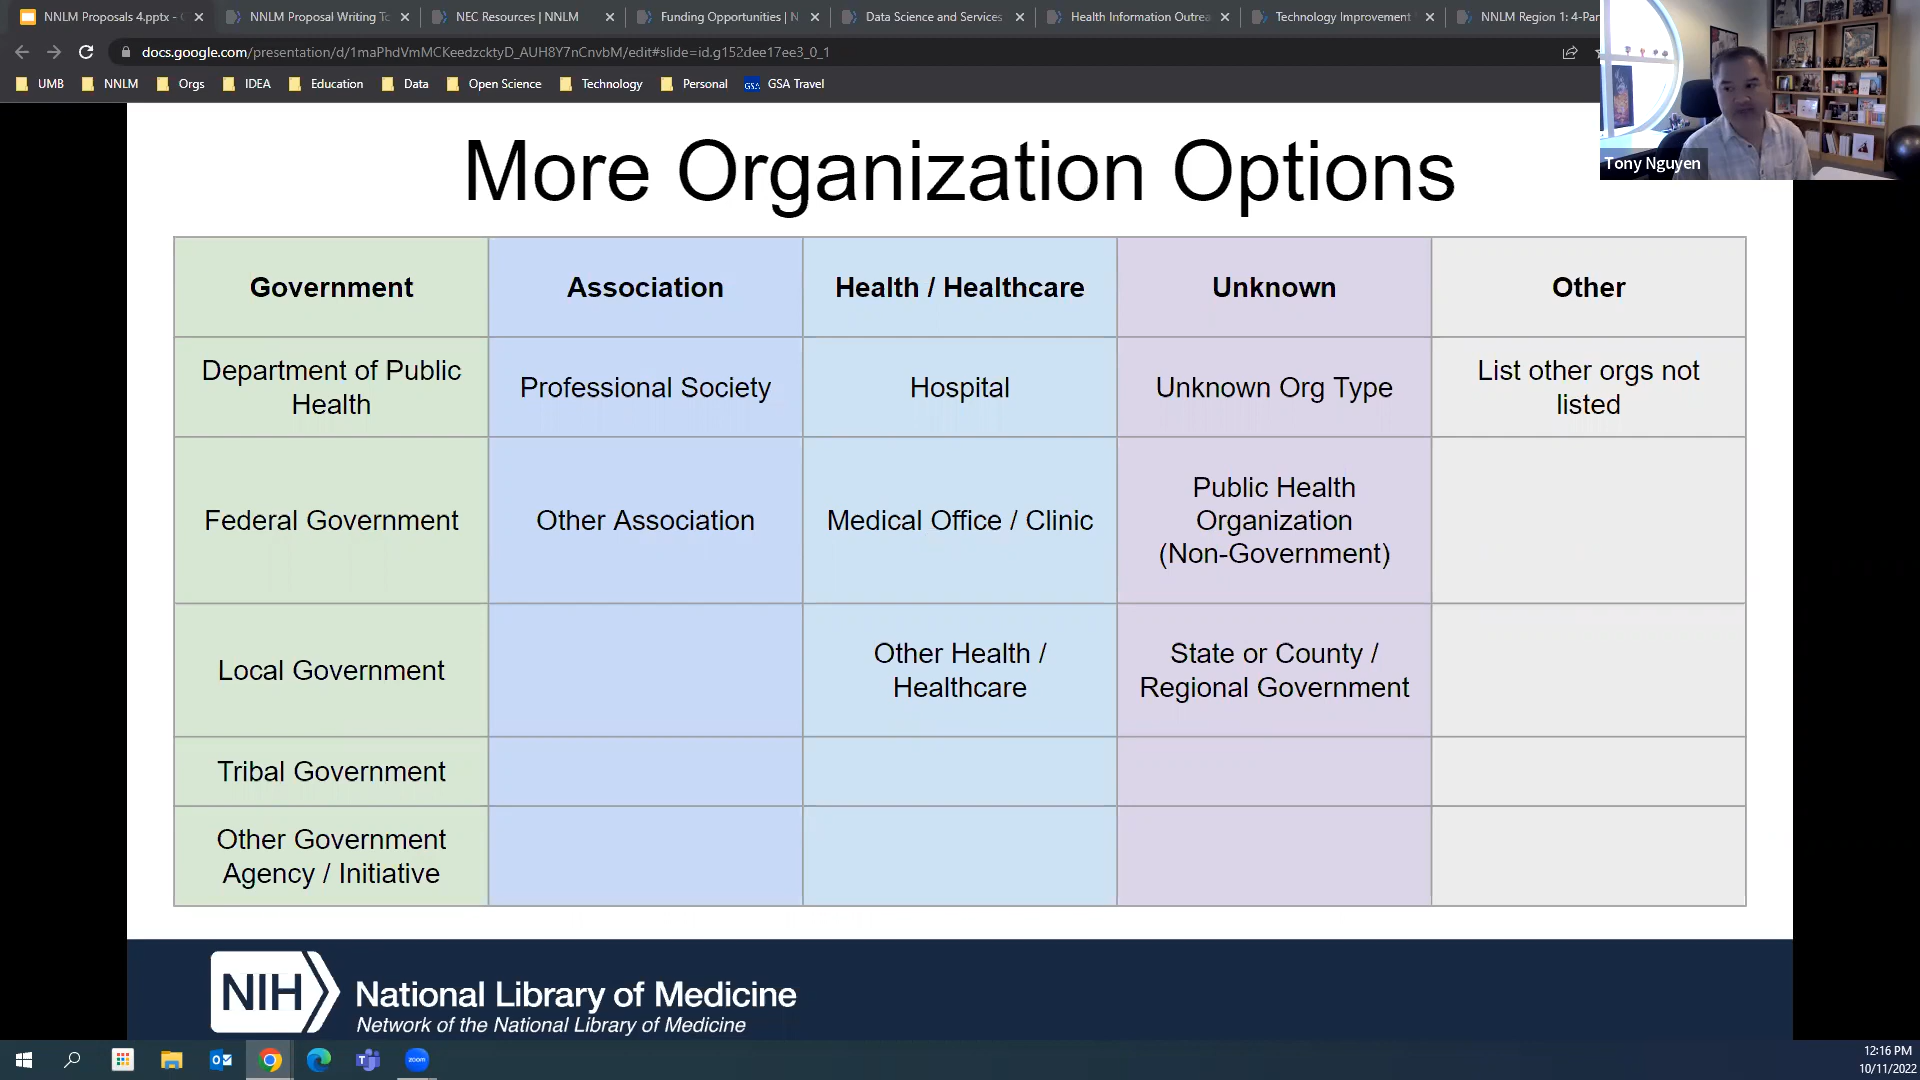 NNLM Proposals 4.pptx -
NNLM Proposal Writing To
NEC Resources | NNLM
Funding Opportunities | N
Data Science and Services
Health Information Outrea
Technology Improvement
NNLM Region 1: 4-Par
docs.google.com/presentation/d/1maPhdVmMCKeedzcktyD_AUH8Y7nCnvbM/edit#slide=id.g152dee17ee3_0_1
UMB
NNLM
Orgs
IDEA
Education
Data
Open Science
Technology
Personal
GSA
GSA Travel
Tony Nguyen
More Organization Options
Government
Association
Health / Healthcare
Unknown
Other
Department of Public
Health
Professional Society
Hospital
Unknown Org Type
List other orgs not
listed
Federal Government
Other Association
Medical Office / Clinic
Public Health
Organization
(Non-Government)
Local Government
Other Health /
Healthcare
State or County /
Regional Government
Tribal Government
Other Government
Agency / Initiative
NIH
National Library of Medicine
Network of the National Library of Medicine
zoom
12:16 PM
10/11/2022